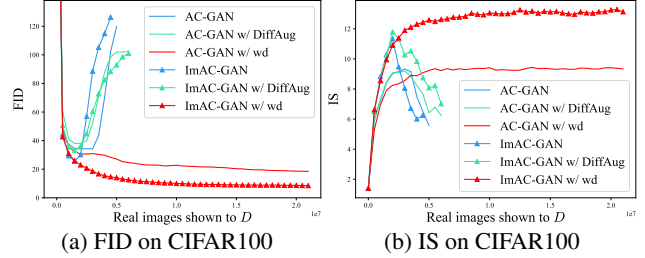 120
100
80
60
40
20
0
FID
AC-GAN
AC-GAN w/ DiffAug
AC-GAN w/ wd
ImAC-GAN
ImAC-GAN w/ DiffAug
ImAC-GAN w/ wd
0.0 0.5 1.0 1.5 2.0
1e7
Real images shown to D
(a) FID on CIFAR100
12
10
8
6
4
2
IS
AC-GAN
AC-GAN w/ DiffAug
AC-GAN w/ wd
ImAC-GAN
ImAC-GAN w/ DiffAug
ImAC-GAN w/ wd
0.0 0.5 1.0 1.5 2.0
1e7
Real images shown to D
(b) IS on CIFAR100